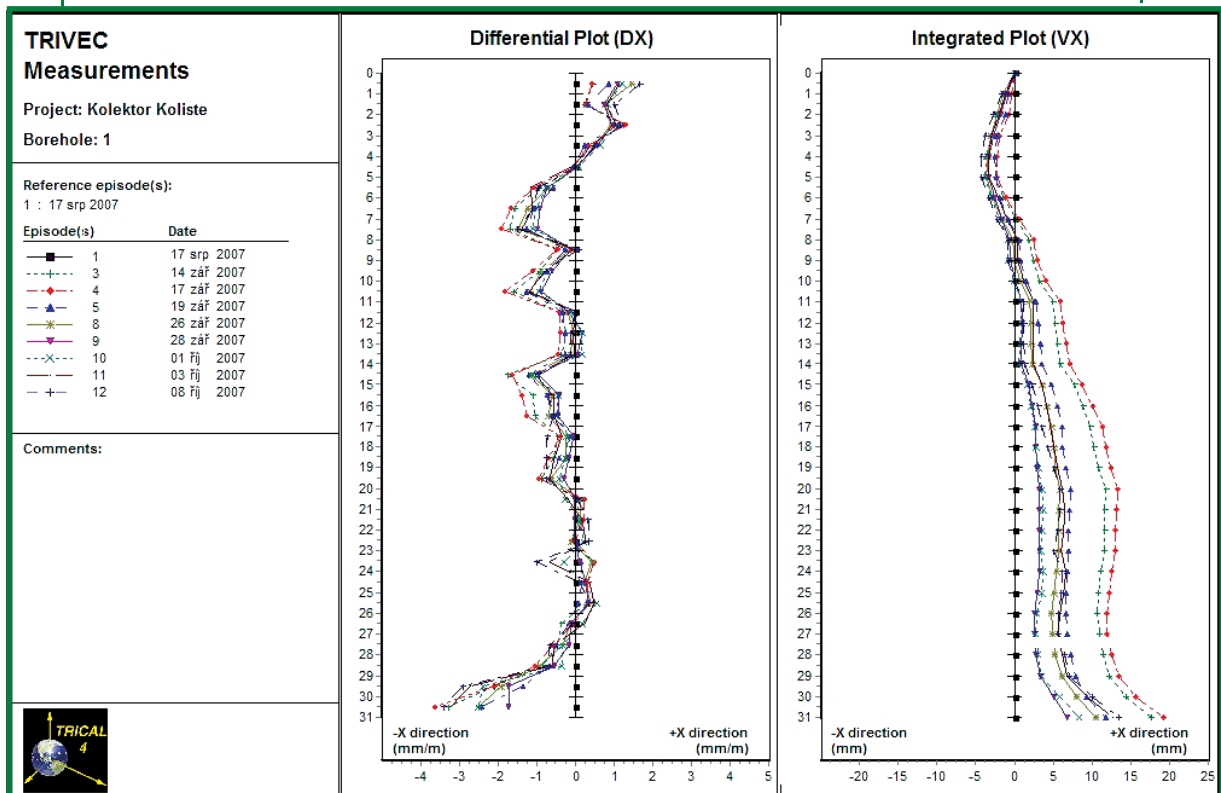 TRIVEC
Measurements
Project: Kolektor Koliste
Borehole: 1
Reference episode(s):
1 : 17 srp 2007
Episode(s) Date
1 17 srp 2007
3 14 zář 2007
4 17 zář 2007
5 19 zář 2007
8 26 zář 2007
9 28 zář 2007
10 01 říj 2007
11 03 říj 2007
12 08 říj 2007
Comments:
TRICAL
4
Differential Plot (DX)
0
1
2
3
4
5
6
7
8
9
10
11
12
13
14
15
16
17
18
19
20
21
22
23
24
25
26
27
28
29
30
31
-X direction +X direction
(mm/m) (mm/m)
-4 -3 -2 -1 0 1 2 3 4 5
Integrated Plot (VX)
0
1
2
3
4
5
6
7
8
9
10
11
12
13
14
15
16
17
18
19
20
21
22
23
24
25
26
27
28
29
30
31
-X direction +X direction
(mm) (mm)
-20 -15 -10 -5 0 5 10 15 20 25